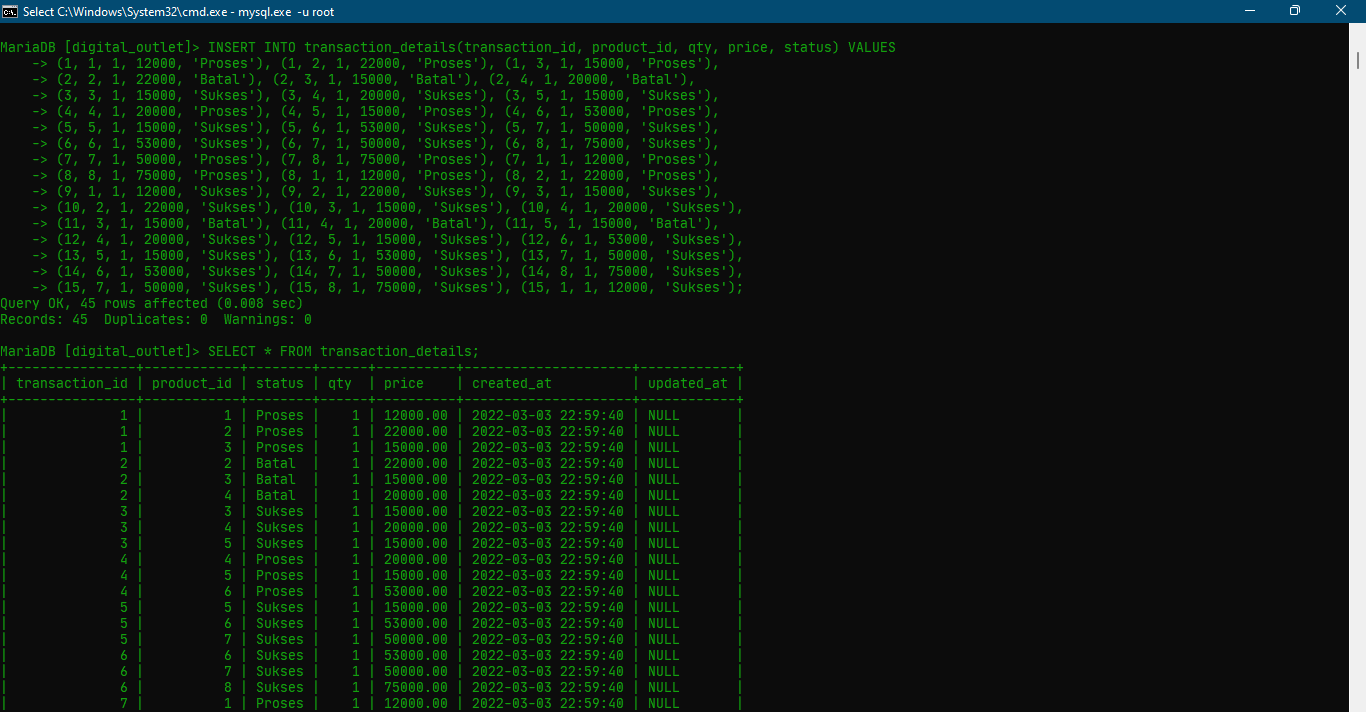 Select C:\Windows\System32\cmd.exe - mysql.exe -u root
MariaDB [digital_outlet]> INSERT INTO transaction_details(transaction_id, product_id, qty, price, status) VALUES
    -> (1, 1, 1, 12000, 'Proses'), (1, 2, 1, 22000, 'Proses'), (1, 3, 1, 15000, 'Proses'),
    -> (2, 2, 1, 22000, 'Batal'), (2, 3, 1, 15000, 'Batal'), (2, 4, 1, 20000, 'Batal'),
    -> (3, 3, 1, 15000, 'Sukses'), (3, 4, 1, 20000, 'Sukses'), (3, 5, 1, 15000, 'Sukses'),
    -> (4, 4, 1, 20000, 'Proses'), (4, 5, 1, 15000, 'Proses'), (4, 6, 1, 53000, 'Proses'),
    -> (5, 5, 1, 15000, 'Sukses'), (5, 6, 1, 53000, 'Sukses'), (5, 7, 1, 50000, 'Sukses'),
    -> (6, 6, 1, 53000, 'Sukses'), (6, 7, 1, 50000, 'Sukses'), (6, 8, 1, 75000, 'Sukses'),
    -> (7, 7, 1, 50000, 'Proses'), (7, 8, 1, 75000, 'Proses'), (7, 1, 1, 12000, 'Proses'),
    -> (8, 8, 1, 75000, 'Proses'), (8, 1, 1, 12000, 'Proses'), (8, 2, 1, 22000, 'Proses'),
    -> (9, 1, 1, 12000, 'Sukses'), (9, 2, 1, 22000, 'Sukses'), (9, 3, 1, 15000, 'Sukses'),
    -> (10, 2, 1, 22000, 'Sukses'), (10, 3, 1, 15000, 'Sukses'), (10, 4, 1, 20000, 'Sukses'),
    -> (11, 3, 1, 15000, 'Batal'), (11, 4, 1, 20000, 'Batal'), (11, 5, 1, 15000, 'Batal'),
    -> (12, 4, 1, 20000, 'Sukses'), (12, 5, 1, 15000, 'Sukses'), (12, 6, 1, 53000, 'Sukses'),
    -> (13, 5, 1, 15000, 'Sukses'), (13, 6, 1, 53000, 'Sukses'), (13, 7, 1, 50000, 'Sukses'),
    -> (14, 6, 1, 53000, 'Sukses'), (14, 7, 1, 50000, 'Sukses'), (14, 8, 1, 75000, 'Sukses'),
    -> (15, 7, 1, 50000, 'Sukses'), (15, 8, 1, 75000, 'Sukses'), (15, 1, 1, 12000, 'Sukses');
Query OK, 45 rows affected (0.008 sec)
Records: 45  Duplicates: 0  Warnings: 0
MariaDB [digital_outlet]> SELECT * FROM transaction_details;
| transaction_id | product_id | status | qty  | price    | created_at          | updated_at |
| 1 | 1 | Proses | 1 | 12000.00 | 2022-03-03 22:59:40 | NULL |
| 1 | 2 | Proses | 1 | 22000.00 | 2022-03-03 22:59:40 | NULL |
| 1 | 3 | Proses | 1 | 15000.00 | 2022-03-03 22:59:40 | NULL |
| 2 | 2 | Batal | 1 | 22000.00 | 2022-03-03 22:59:40 | NULL |
| 2 | 3 | Batal | 1 | 15000.00 | 2022-03-03 22:59:40 | NULL |
| 2 | 4 | Batal | 1 | 20000.00 | 2022-03-03 22:59:40 | NULL |
| 3 | 3 | Sukses | 1 | 15000.00 | 2022-03-03 22:59:40 | NULL |
| 3 | 4 | Sukses | 1 | 20000.00 | 2022-03-03 22:59:40 | NULL |
| 3 | 5 | Sukses | 1 | 15000.00 | 2022-03-03 22:59:40 | NULL |
| 4 | 4 | Proses | 1 | 20000.00 | 2022-03-03 22:59:40 | NULL |
| 4 | 5 | Proses | 1 | 15000.00 | 2022-03-03 22:59:40 | NULL |
| 4 | 6 | Proses | 1 | 53000.00 | 2022-03-03 22:59:40 | NULL |
| 5 | 5 | Sukses | 1 | 15000.00 | 2022-03-03 22:59:40 | NULL |
| 5 | 6 | Sukses | 1 | 53000.00 | 2022-03-03 22:59:40 | NULL |
| 5 | 7 | Sukses | 1 | 50000.00 | 2022-03-03 22:59:40 | NULL |
| 6 | 6 | Sukses | 1 | 53000.00 | 2022-03-03 22:59:40 | NULL |
| 6 | 7 | Sukses | 1 | 50000.00 | 2022-03-03 22:59:40 | NULL |
| 6 | 8 | Sukses | 1 | 75000.00 | 2022-03-03 22:59:40 | NULL |
| 7 | 1 | Proses | 1 | 12000.00 | 2022-03-03 22:59:40 | NULL |